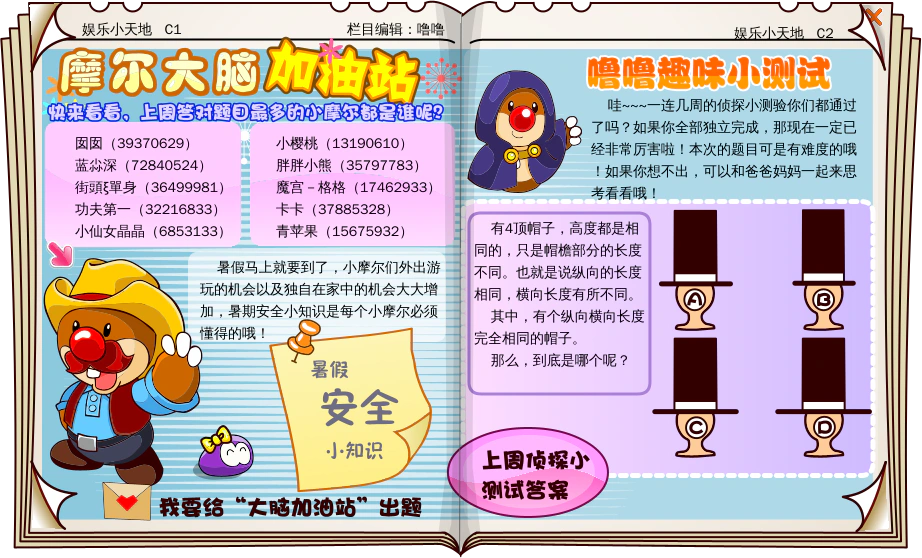 娱乐小天地 C1
栏目编辑：噜噜
摩尔大脑加油站
快来看看。上周答对题目最多的小摩尔都是谁呢？
囡囡（39370629）
蓝尛深（72840524）
街頭ξ單身（36499981）
功夫第一（32216833）
小仙女晶晶（6853133）
小樱桃（13190610）
胖胖小熊（35797783）
魔宫－格格（17462933）
卡卡（37885328）
青苹果（15675932）
暑假马上就要到了，小摩尔们外出游
玩的机会以及独自在家中的机会大大增
加，暑期安全小知识是每个小摩尔必须
懂得的哦！
暑假
安全
·小知识
我要给“大脑加油站”出题
娱乐小天地 C2
噜噜趣味小测试
哇~~~一连几周的侦探小测验你们都通过
了吗？如果你全部独立完成，那现在一定已
经非常厉害啦！本次的题目可是有难度的哦
！如果你想不出，可以和爸爸妈妈一起来思
考看看哦！
有4顶帽子，高度都是相
同的，只是帽檐部分的长度
不同。也就是说纵向的长度
相同，横向长度有所不同。
其中，有个纵向横向长度
完全相同的帽子。
那么，到底是哪个呢？
A
B
C
D
上周侦探小
测试答案